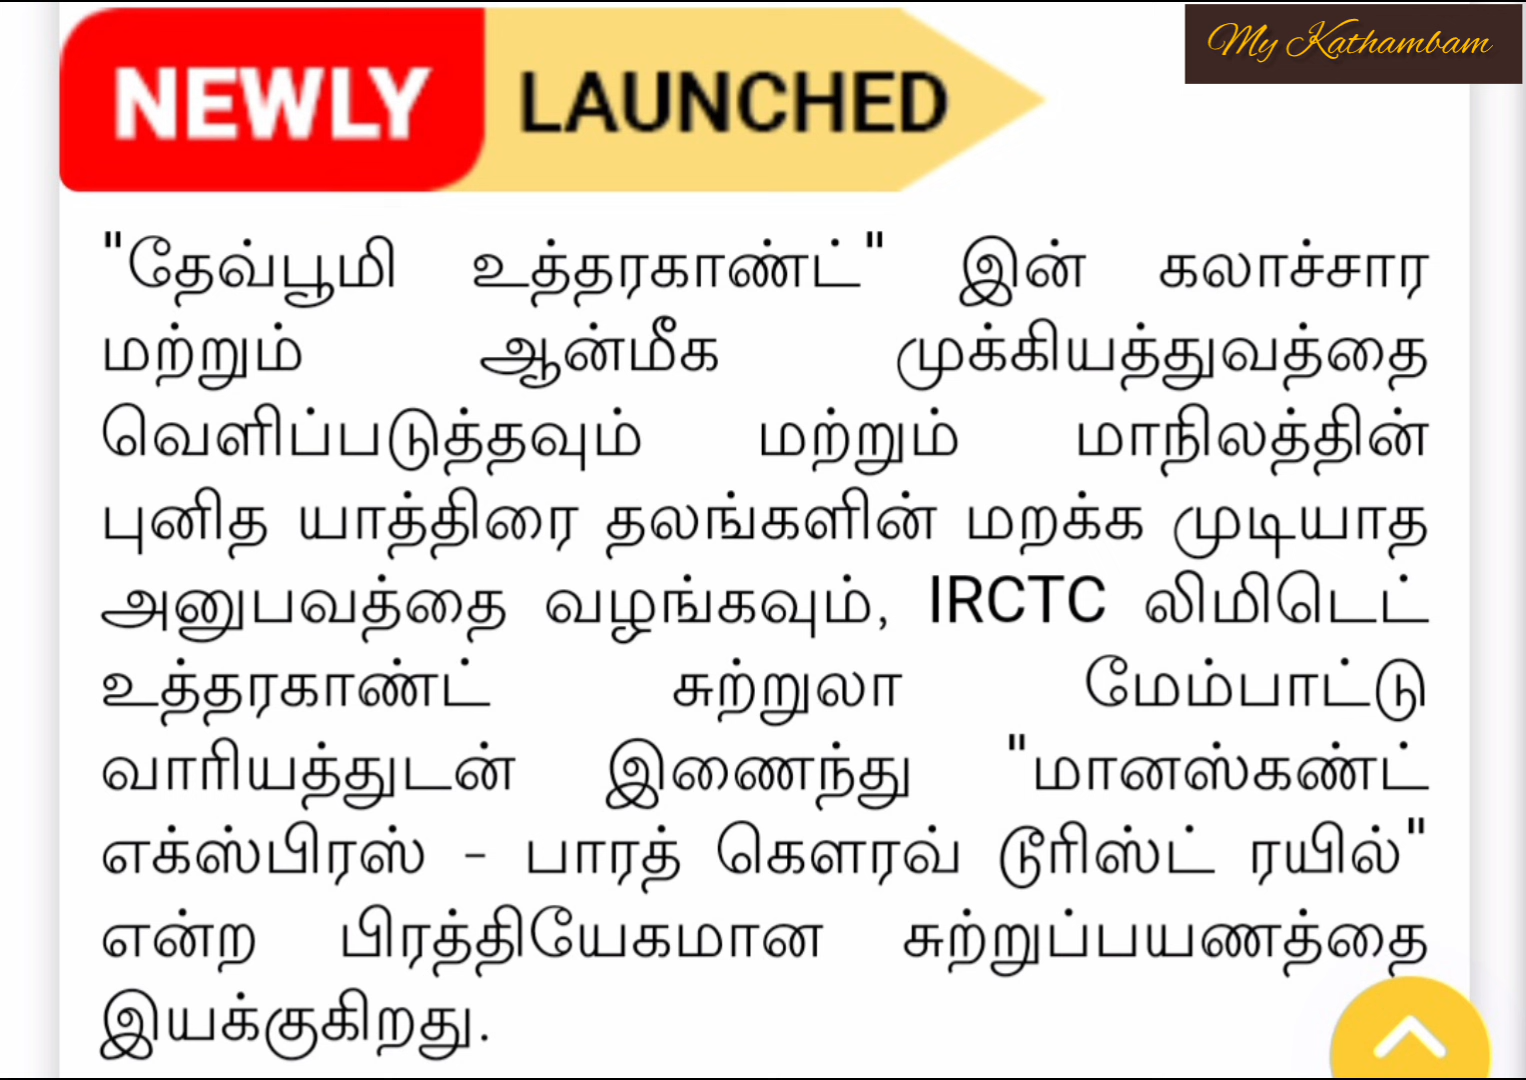 My Kathambam
NEWLY LAUNCHED
"தேவ்பூமி உத்தரகாண்ட்" இன் கலாச்சார
மற்றும் ஆன்மீக முக்கியத்துவத்தை
வெளிப்படுத்தவும் மற்றும் மாநிலத்தின்
புனித யாத்திரை தலங்களின் மறக்க முடியாத
அனுபவத்தை வழங்கவும், IRCTC லிமிடெட்
உத்தரகாண்ட் சுற்றுலா மேம்பாட்டு
வாரியத்துடன் இணைந்து "மானஸ்கண்ட்
எக்ஸ்பிரஸ் - பாரத் கௌரவ் டூரிஸ்ட் ரயில்"
என்ற பிரத்தியேகமான சுற்றுப்பயணத்தை
இயக்குகிறது.